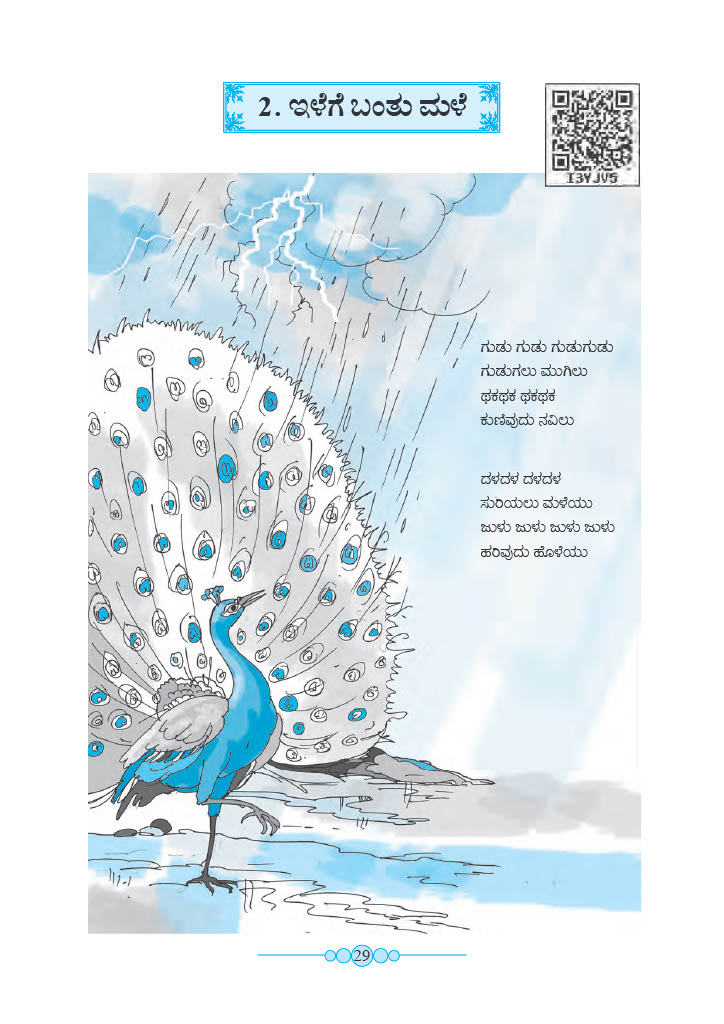 2. ಇಳೆಗೆ ಬಂತು ಮಳೆ
I3YJV5
ಗುಡು ಗುಡು ಗುಡುಗುಡು
ಗುಡುಗಲು ಮುಗಿಲು
ಥಕಥಕ ಥಕಥಕ
ಕುಣಿವುದು ನವಿಲು
ದಳದಳ ದಳದಳ
ಸುರಿಯಲು ಮಳೆಯು
ಜುಳು ಜುಳು ಜುಳು ಜುಳು
ಹರಿವುದು ಹೊಳೆಯು
29